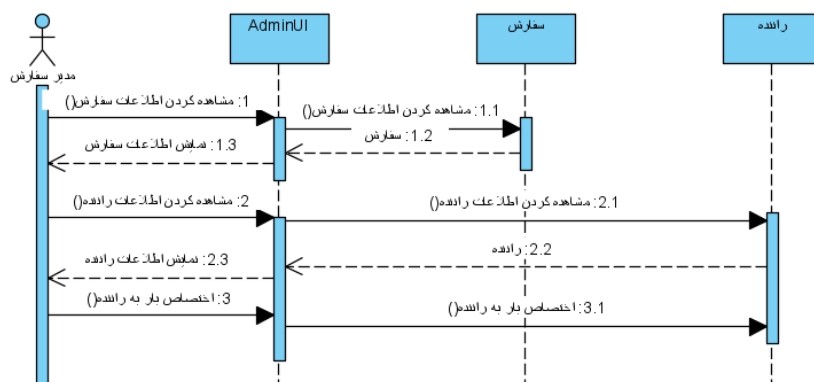 AdminUI
سفارش
راننده
مدیر سفارش
1: مشاهده کردن اطلاعات سفارش()
1.1: مشاهده کردن اطلاعات سفارش()
1.2: سفارش
1.3: نمایش اطلاعات سفارش
2: مشاهده کردن اطلاعات راننده()
2.1: مشاهده کردن اطلاعات راننده()
2.2: راننده
2.3: نمایش اطلاعات راننده
3: اختصاص بار به راننده()
3.1: اختصاص بار به راننده()